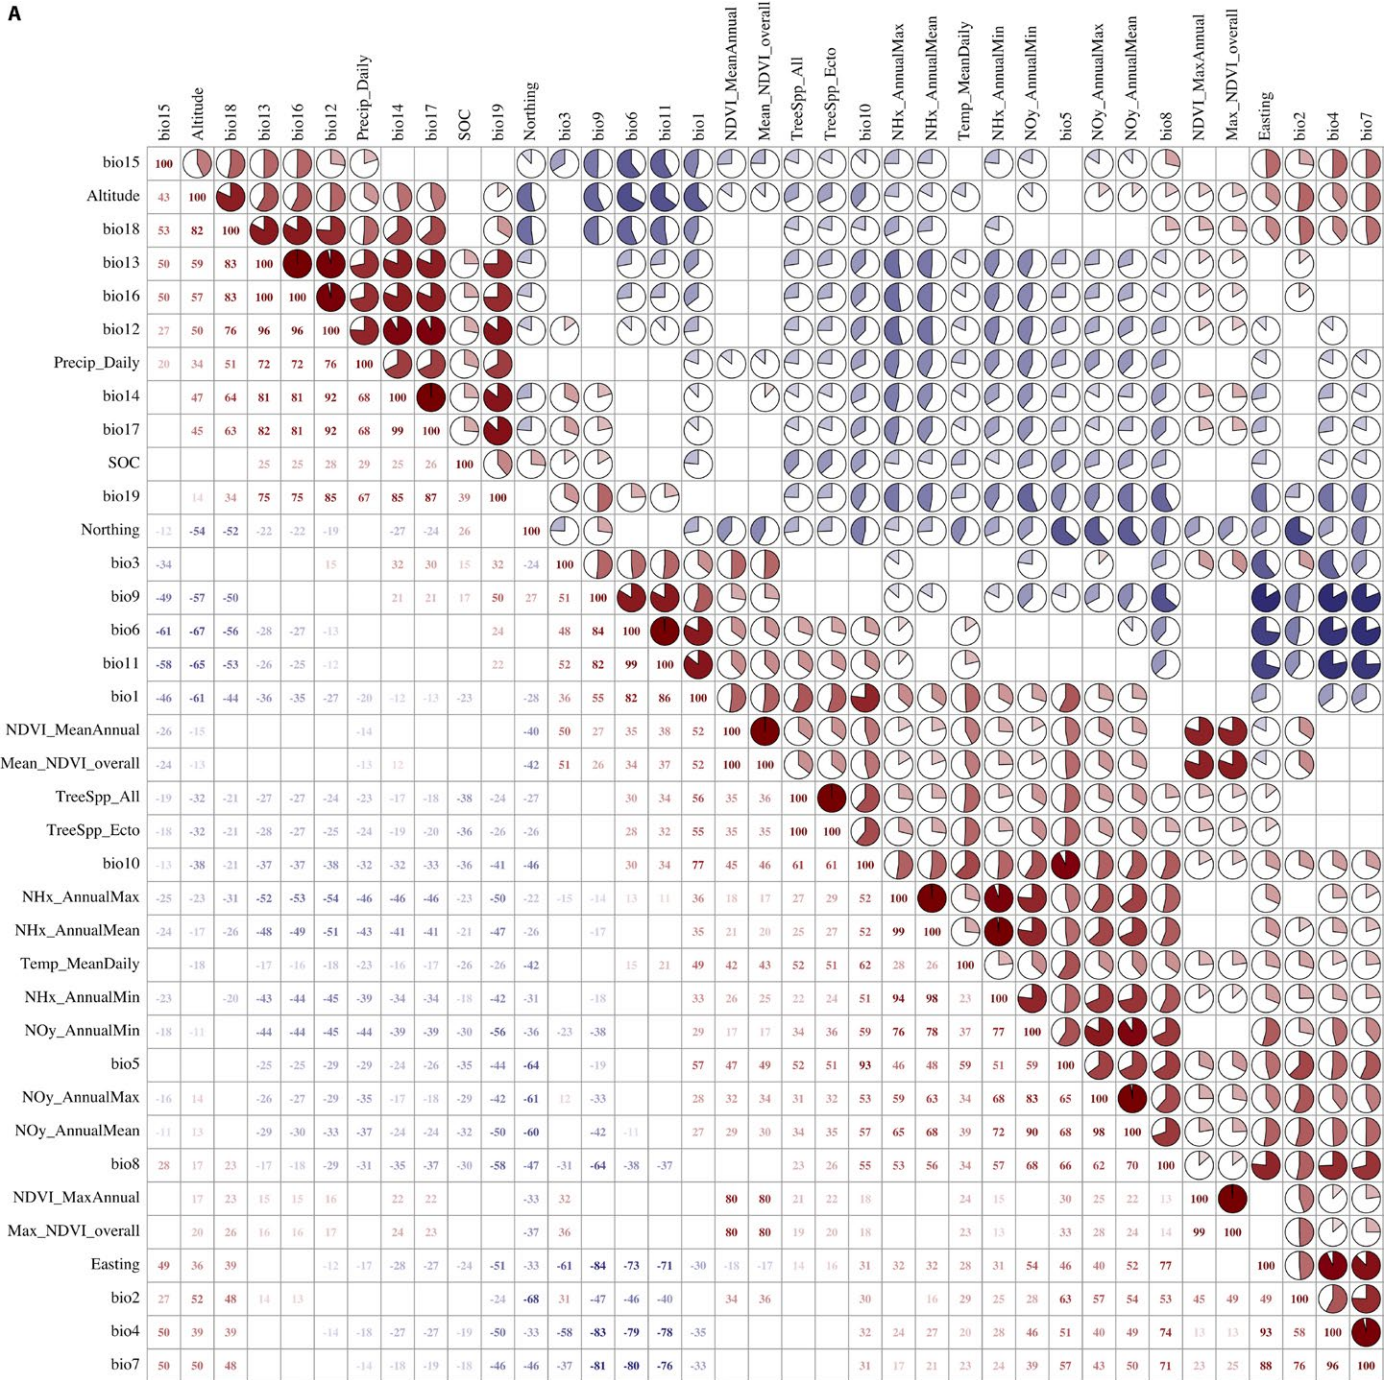 A
bio15 Altitude bio18 bio13 bio16 bio12 Precip_Daily bio14 bio17 SOC bio19 Northing bio3 bio9 bio6 bio11 bio1 NDVI_MeanAnnual Mean_NDVI_overall TreeSpp_All TreeSpp_Ecto bio10 NHx_AnnualMax NHx_AnnualMean Temp_MeanDaily NHx_AnnualMin NOy_AnnualMin bio5 NOy_AnnualMax NOy_AnnualMean bio8 NDVI_MaxAnnual Max_NDVI_overall Easting bio2 bio4 bio7
bio15 100
Altitude 43 100
bio18 53 82 100
bio13 50 59 83 100
bio16 50 57 83 100 100
bio12 27 50 76 96 96 100
Precip_Daily 20 34 51 72 72 76 100
bio14 47 64 81 81 92 68 100
bio17 45 63 82 81 92 68 99 100
SOC 25 25 28 29 25 26 100
bio19 14 34 75 75 85 67 85 87 39 100
Northing -12 -54 -52 -22 -22 -19 -27 -24 26 100
bio3 -34 15 32 30 15 32 -24 100
bio9 -49 -57 -50 21 21 17 50 27 51 100
bio6 -61 -67 -56 -28 -27 -13 24 48 84 100
bio11 -58 -65 -53 -26 -25 -12 22 52 82 99 100
bio1 -46 -61 -44 -36 -35 -27 -20 -12 -13 -23 -28 36 55 82 86 100
NDVI_MeanAnnual -26 -15 -14 -40 50 27 35 38 52 100
Mean_NDVI_overall -24 -13 -13 12 -42 51 26 34 37 52 100 100
TreeSpp_All -19 -32 -21 -27 -27 -24 -23 -17 -18 -38 -24 -27 30 34 56 35 36 100
TreeSpp_Ecto -18 -32 -21 -28 -27 -25 -24 -19 -20 -36 -26 -26 28 32 55 35 35 100 100
bio10 -13 -38 -21 -37 -37 -38 -32 -32 -33 -36 -41 -46 30 34 77 45 46 61 61 100
NHx_AnnualMax -25 -23 -31 -52 -53 -54 -46 -46 -46 -23 -50 -22 -15 -14 13 11 36 18 17 27 29 52 100
NHx_AnnualMean -24 -17 -26 -48 -49 -51 -43 -41 -41 -21 -47 -26 -17 35 21 20 25 27 52 99 100
Temp_MeanDaily -18 -17 -16 -18 -23 -16 -17 -26 -26 -42 15 21 49 42 43 52 51 62 28 26 100
NHx_AnnualMin -23 -20 -43 -44 -45 -39 -34 -34 -18 -42 -31 -18 33 26 25 22 24 51 94 98 23 100
NOy_AnnualMin -18 -11 -44 -44 -45 -44 -39 -39 -30 -56 -36 -23 -38 29 17 17 34 36 59 76 78 37 77 100
bio5 -25 -25 -29 -29 -24 -26 -35 -44 -64 -19 57 47 49 52 51 93 46 48 59 51 59 100
NOy_AnnualMax -16 14 -26 -27 -29 -35 -17 -18 -29 -42 -61 12 -33 28 32 34 31 32 53 59 63 34 68 83 65 100
NOy_AnnualMean -11 13 -29 -30 -33 -37 -24 -24 -32 -50 -60 -42 -11 27 29 30 34 35 57 65 68 39 72 90 68 98 100
bio8 28 17 23 -17 -18 -29 -31 -35 -37 -30 -58 -47 -31 -64 -38 -37 23 26 55 53 56 34 57 68 66 62 70 100
NDVI_MaxAnnual 17 23 15 15 16 22 22 -33 32 80 80 21 22 18 24 15 30 25 22 13 100
Max_NDVI_overall 20 26 16 16 17 24 23 -37 36 80 80 19 20 18 23 13 33 28 24 14 99 100
Easting 49 36 39 -12 -17 -28 -27 -24 -51 -33 -61 -84 -73 -71 -30 -18 -17 14 16 31 32 32 28 31 54 46 40 52 77 100
bio2 27 52 48 14 13 -24 -68 31 -47 -46 -40 34 36 30 16 29 25 28 63 57 54 53 45 49 49 100
bio4 50 39 39 -14 -18 -27 -27 -19 -50 -33 -58 -83 -79 -78 -35 32 24 27 20 28 46 51 40 49 74 13 13 93 58 100
bio7 50 50 48 -14 -18 -19 -18 -46 -46 -37 -81 -80 -76 -33 31 17 21 23 24 39 57 43 50 71 23 25 88 76 96 100